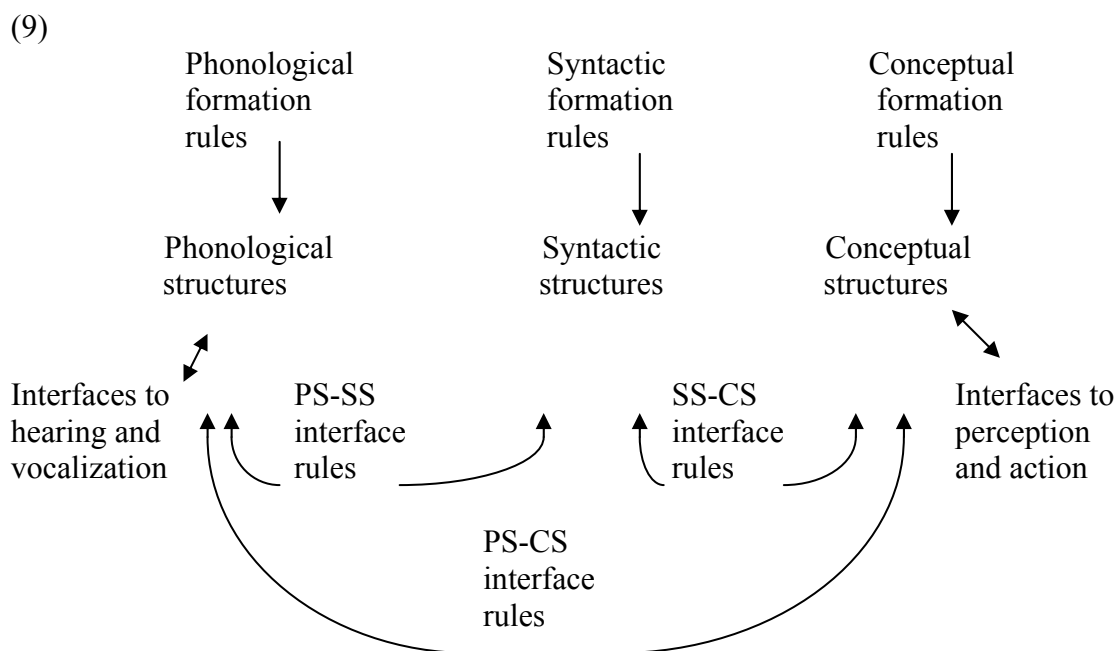 (9)
Phonological
formation
rules
Syntactic
formation
rules
Conceptual
formation
rules
Phonological
structures
Syntactic
structures
Conceptual
structures
Interfaces to
hearing and
vocalization
PS-SS
interface
rules
SS-CS
interface
rules
Interfaces to
perception
and action
PS-CS
interface
rules